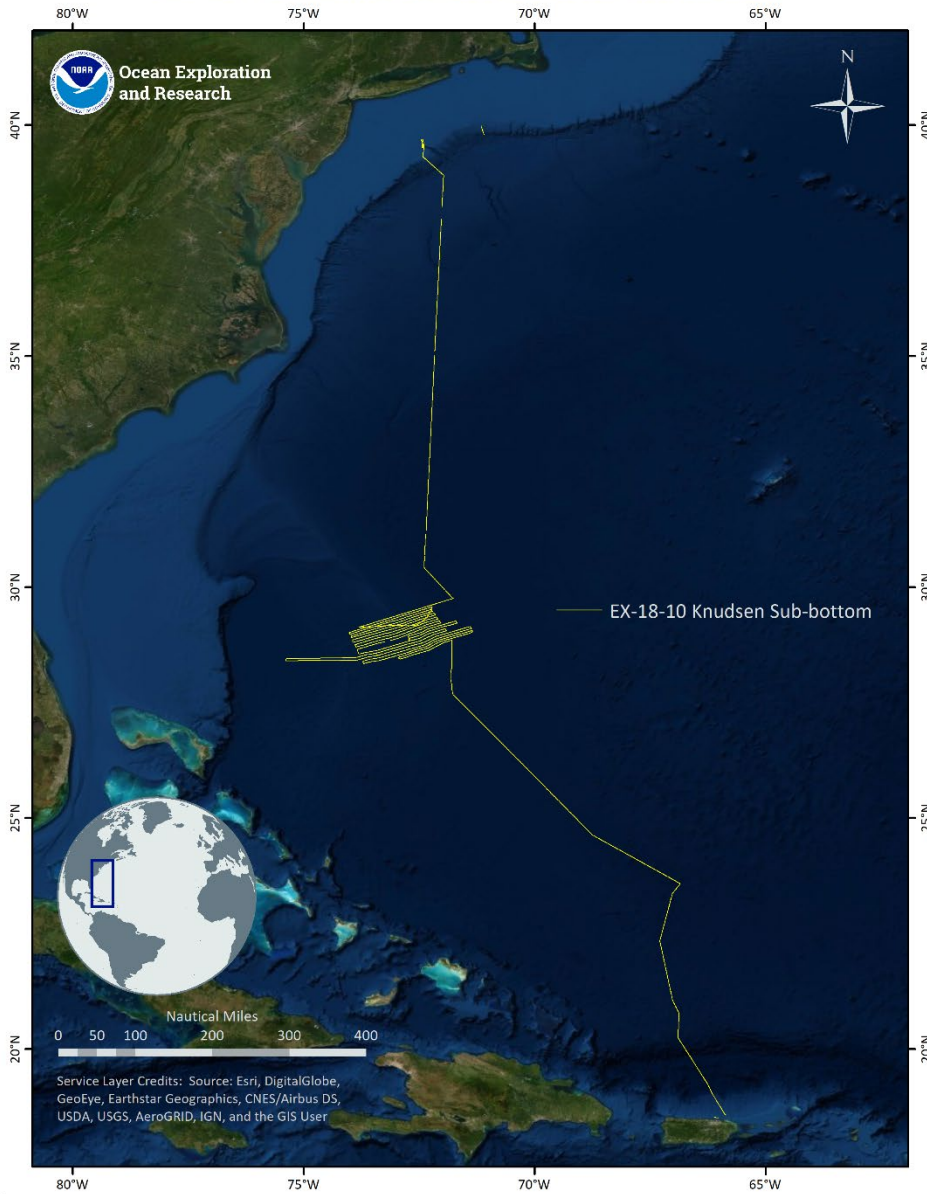 80°W 75°W 70°W 65°W
NOAA
Ocean Exploration
and Research
N
40°N 40°N
35°N 35°N
30°N 30°N
EX-18-10 Knudsen Sub-bottom
25°N 25°N
Nautical Miles
0 50 100 200 300 400
20°N 20°N
Service Layer Credits: Source: Esri, DigitalGlobe,
GeoEye, Earthstar Geographics, CNES/Airbus DS,
USDA, USGS, AeroGRID, IGN, and the GIS User
80°W 75°W 70°W 65°W